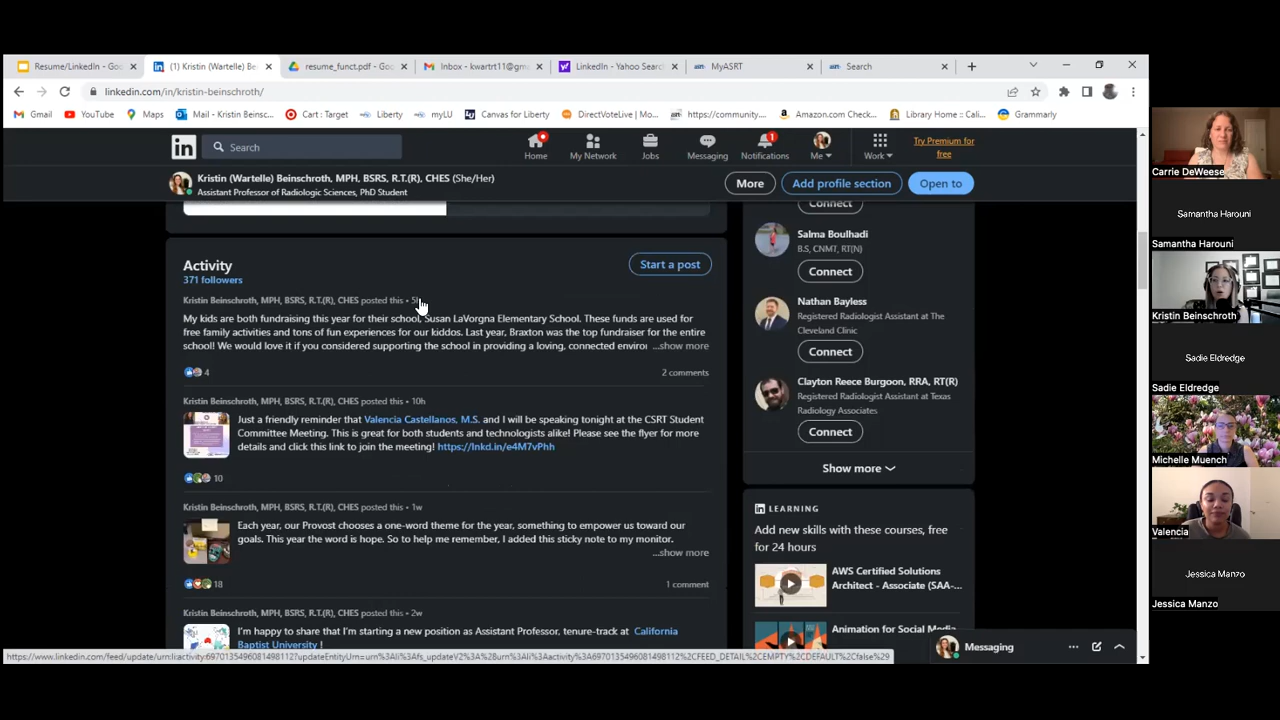 Resume/LinkedIn - Goo
(1) Kristin (Wartelle) Be
resume_funct.pdf - Goo
Inbox - kwartrt11@gm
LinkedIn - Yahoo Searc
MyASRT
Search
linkedin.com/in/kristin-beinschroth/
Gmail
YouTube
Maps
Mail - Kristin Beinsc...
Cart : Target
Liberty
myLU
Canvas for Liberty
DirectVoteLive | Mo...
https://community....
Amazon.com Check...
Library Home :: Cali...
Grammarly
Search
Home
My Network
Jobs
Messaging
1
Notifications
Me
Work
Try Premium for
free
Kristin (Wartelle) Beinschroth, MPH, BSRS, R.T.(R), CHES (She/Her)
Assistant Professor of Radiologic Sciences, PhD Student
More
Add profile section
Open to
Activity
371 followers
Start a post
Kristin Beinschroth, MPH, BSRS, R.T.(R), CHES posted this • 5h
My kids are both fundraising this year for their school, Susan LaVorgna Elementary School. These funds are used for
free family activities and tons of fun experiences for our kiddos. Last year, Braxton was the top fundraiser for the entire
school! We would love it if you considered supporting the school in providing a loving, connected enviro
...show more
4
2 comments
Kristin Beinschroth, MPH, BSRS, R.T.(R), CHES posted this • 10h
Just a friendly reminder that Valencia Castellanos, M.S. and I will be speaking tonight at the CSRT Student
Committee Meeting. This is great for both students and technologists alike! Please see the flyer for more
details and click this link to join the meeting! https://lnkd.in/e4M7vPhh
10
Kristin Beinschroth, MPH, BSRS, R.T.(R), CHES posted this • 1w
Each year, our Provost chooses a one-word theme for the year, something to empower us toward our
goals. This year the word is hope. So to help me remember, I added this sticky note to my monitor.
...show more
18
1 comment
Kristin Beinschroth, MPH, BSRS, R.T.(R), CHES posted this • 2w
I'm happy to share that I'm starting a new position as Assistant Professor, tenure-track at California
Baptist University !
Connect
Salma Boulhadi
B.S, CNMT, RT(N)
Connect
Nathan Bayless
Registered Radiologist Assistant at The
Cleveland Clinic
Connect
Clayton Reece Burgoon, RRA, RT(R)
Registered Radiologist Assistant at Texas
Radiology Associates
Connect
Show more
LEARNING
Add new skills with these courses, free
for 24 hours
AWS Certified Solutions
Architect - Associate (SAA-...
Animation for Social Media
Messaging
Carrie DeWeese
Samantha Harouni
Samantha Harouni
Kristin Beinschroth
Sadie Eldredge
Sadie Eldredge
Michelle Muench
Valencia
Jessica Manzo
Jessica Manzo